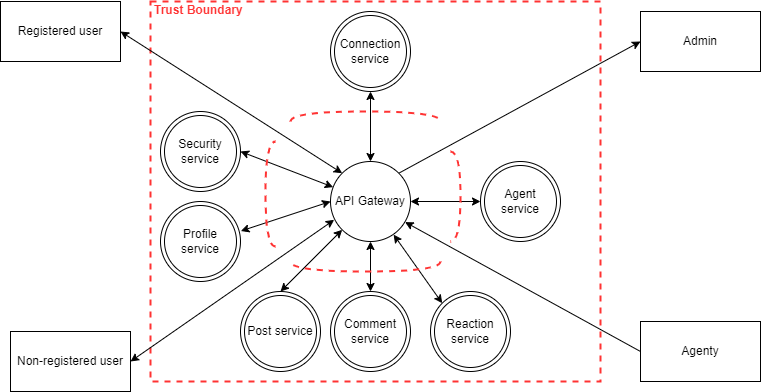 Trust Boundary
Registered user
Connection
service
Admin
Security
service
API Gateway
Agent
service
Profile
service
Post service
Comment
service
Reaction
service
Non-registered user
Agenty